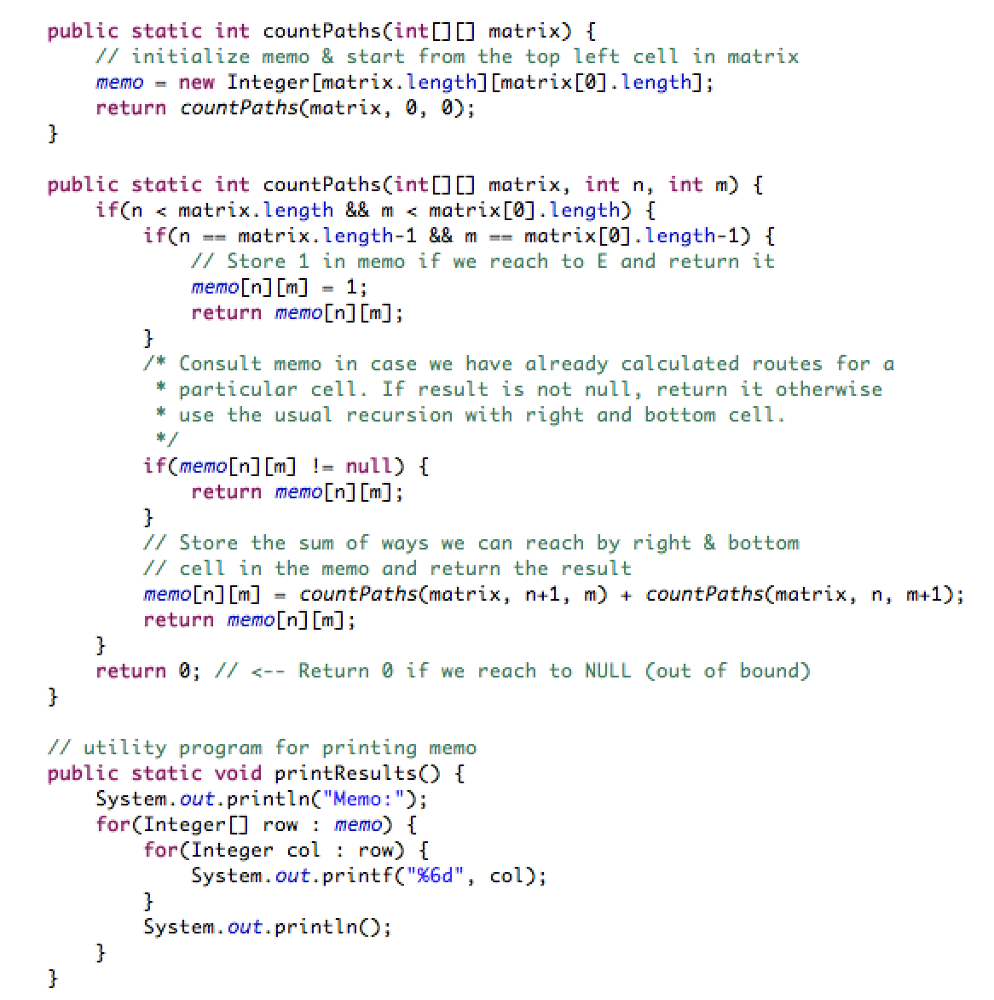 public static int countPaths(int[][] matrix) {
    // initialize memo & start from the top left cell in matrix
    memo = new Integer[matrix.length][matrix[0].length];
    return countPaths(matrix, 0, 0);
}

public static int countPaths(int[][] matrix, int n, int m) {
    if(n < matrix.length && m < matrix[0].length) {
        if(n == matrix.length-1 && m == matrix[0].length-1) {
            // Store 1 in memo if we reach to E and return it
            memo[n][m] = 1;
            return memo[n][m];
        }
        /* Consult memo in case we have already calculated routes for a
         * particular cell. If result is not null, return it otherwise
         * use the usual recursion with right and bottom cell.
         */
        if(memo[n][m] != null) {
            return memo[n][m];
        }
        // Store the sum of ways we can reach by right & bottom
        // cell in the memo and return the result
        memo[n][m] = countPaths(matrix, n+1, m) + countPaths(matrix, n, m+1);
        return memo[n][m];
    }
    return 0; // <-- Return 0 if we reach to NULL (out of bound)
}

// utility program for printing memo
public static void printResults() {
    System.out.println("Memo:");
    for(Integer[] row : memo) {
        for(Integer col : row) {
            System.out.printf("%6d", col);
        }
        System.out.println();
    }
}